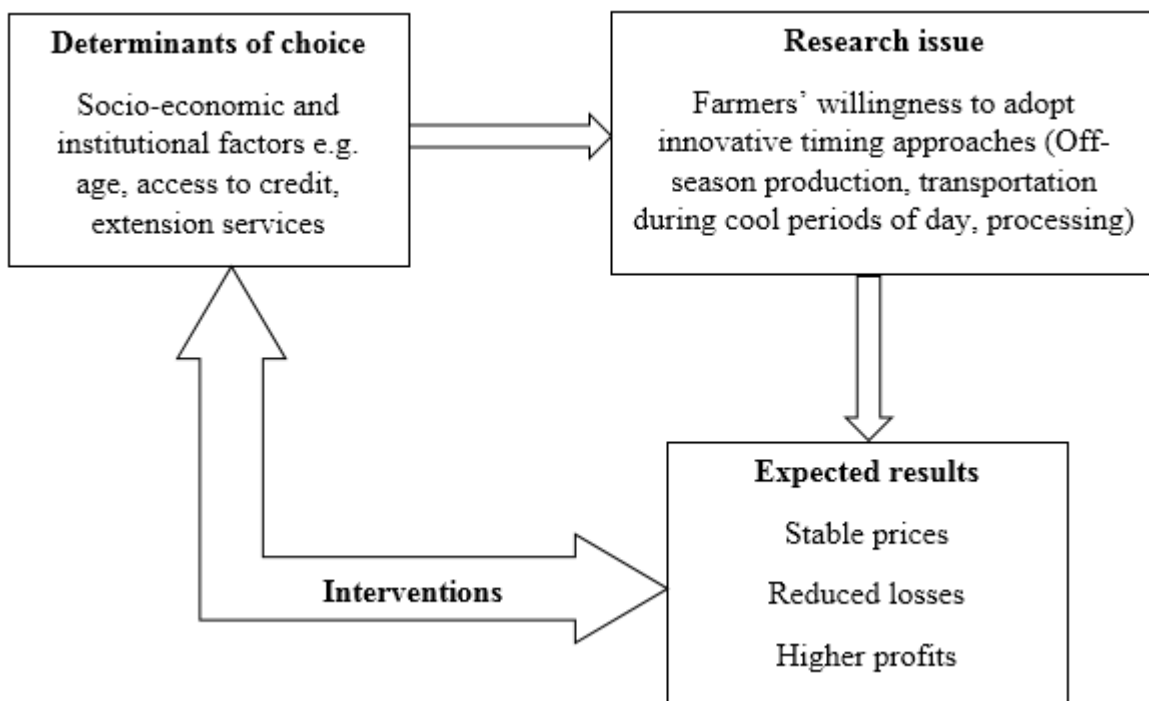 Determinants of choice
Socio-economic and
institutional factors e.g.
age, access to credit,
extension services
Research issue
Farmers’ willingness to adopt
innovative timing approaches (Off-
season production, transportation
during cool periods of day, processing)
Expected results
Stable prices
Reduced losses
Higher profits
Interventions